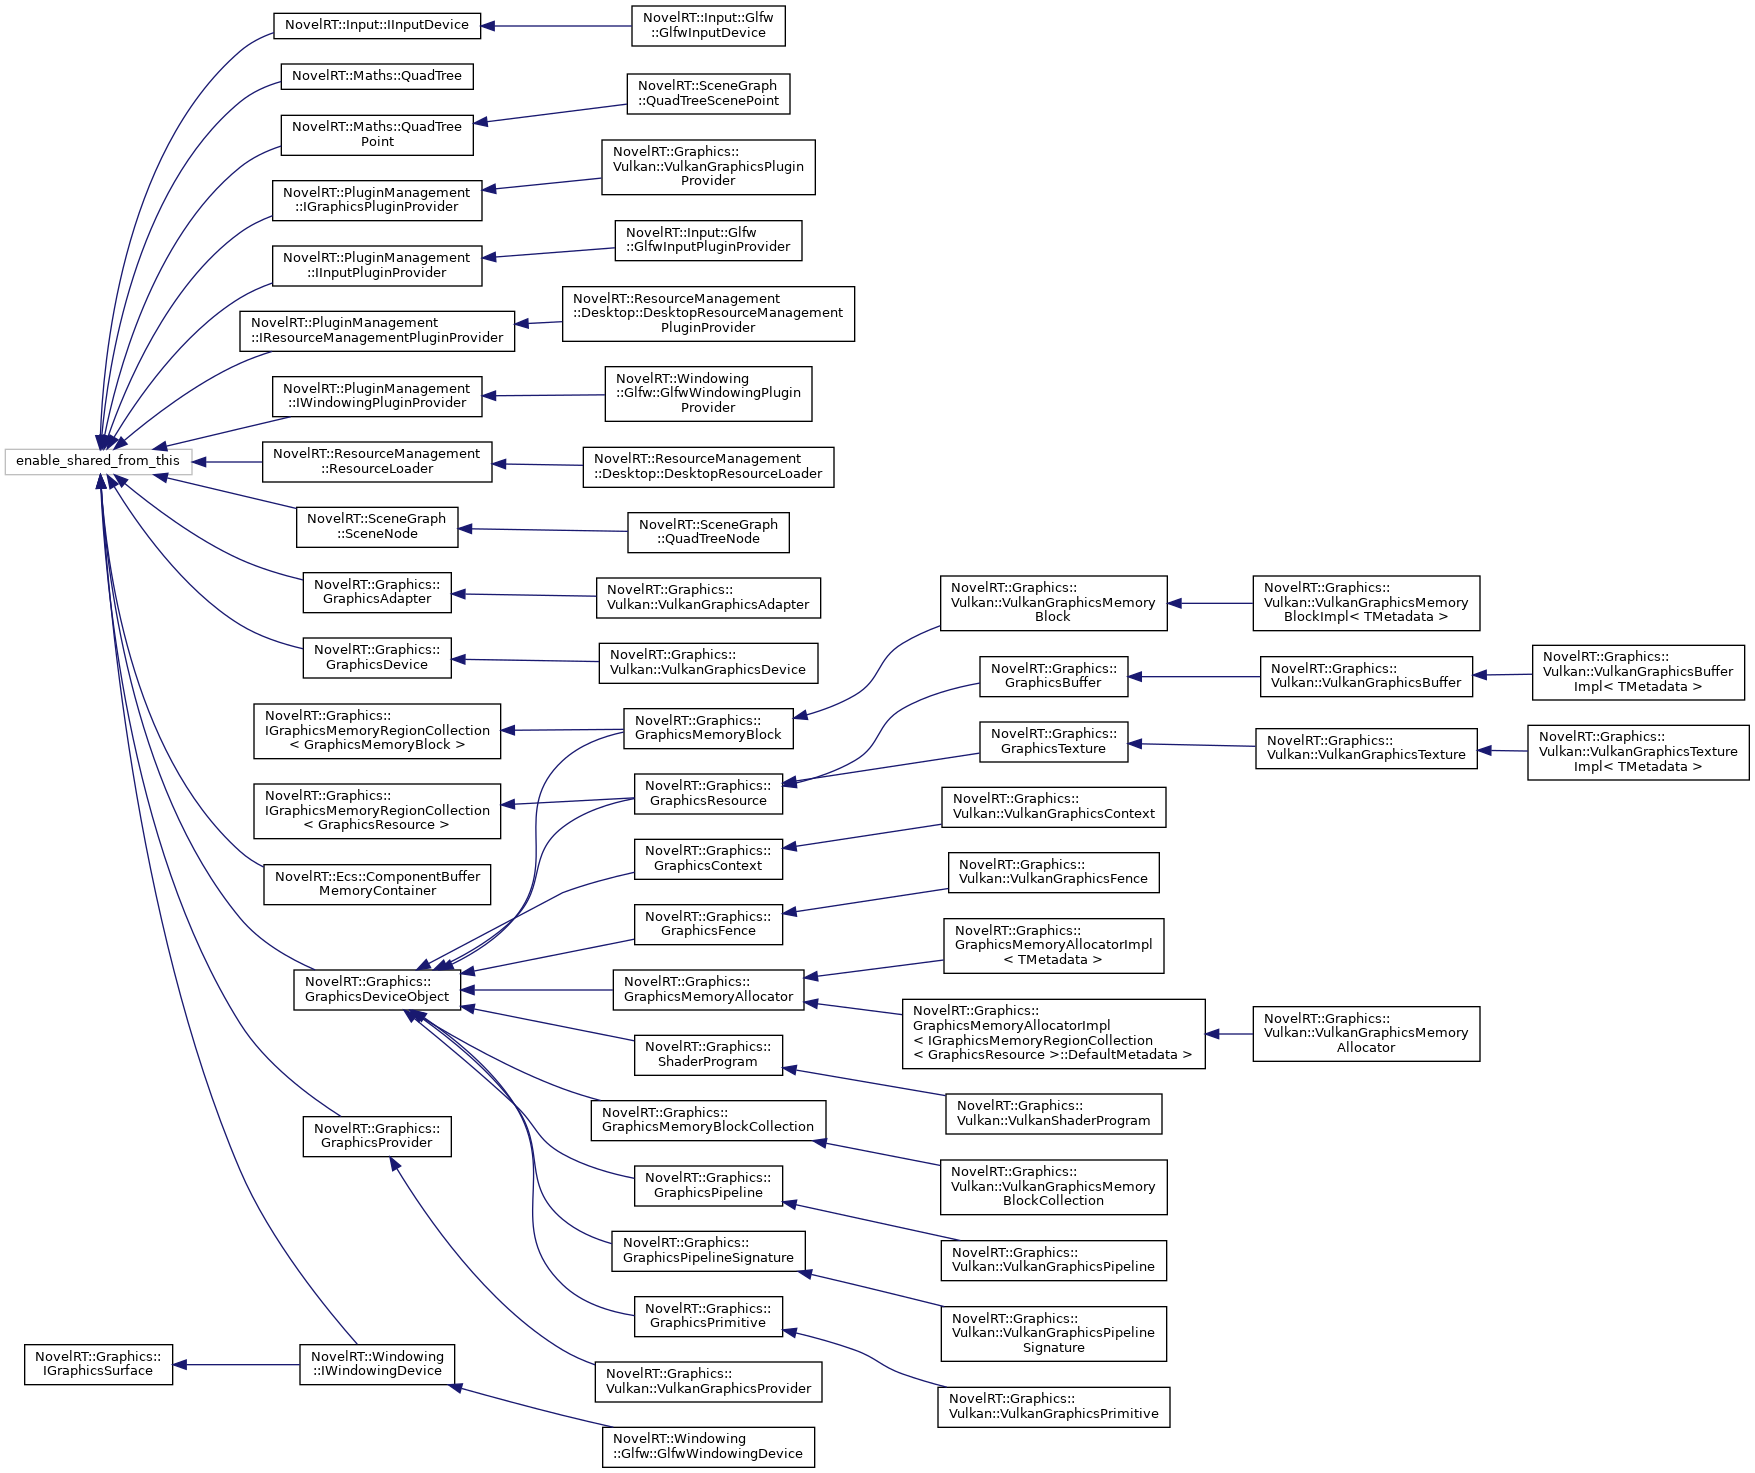 NovelRT::Input::IInputDevice
NovelRT::Input::Glfw
::GlfwInputDevice
NovelRT::Maths::QuadTree
NovelRT::SceneGraph
::QuadTreeScenePoint
NovelRT::Maths::QuadTree
Point
NovelRT::Graphics::
Vulkan::VulkanGraphicsPlugin
Provider
NovelRT::PluginManagement
::IGraphicsPluginProvider
NovelRT::Input::Glfw
::GlfwInputPluginProvider
NovelRT::PluginManagement
::IInputPluginProvider
NovelRT::ResourceManagement
::Desktop::DesktopResourceManagement
PluginProvider
NovelRT::PluginManagement
::IResourceManagementPluginProvider
NovelRT::PluginManagement
::IWindowingPluginProvider
NovelRT::Windowing
::Glfw::GlfwWindowingPlugin
Provider
enable_shared_from_this
NovelRT::ResourceManagement
::ResourceLoader
NovelRT::ResourceManagement
::Desktop::DesktopResourceLoader
NovelRT::SceneGraph
::SceneNode
NovelRT::SceneGraph
::QuadTreeNode
NovelRT::Graphics::
GraphicsAdapter
NovelRT::Graphics::
Vulkan::VulkanGraphicsAdapter
NovelRT::Graphics::
Vulkan::VulkanGraphicsMemory
Block
NovelRT::Graphics::
Vulkan::VulkanGraphicsMemory
BlockImpl< TMetadata >
NovelRT::Graphics::
GraphicsDevice
NovelRT::Graphics::
Vulkan::VulkanGraphicsDevice
NovelRT::Graphics::
GraphicsBuffer
NovelRT::Graphics::
Vulkan::VulkanGraphicsBuffer
NovelRT::Graphics::
Vulkan::VulkanGraphicsBuffer
Impl< TMetadata >
NovelRT::Graphics::
IGraphicsMemoryRegionCollection
< GraphicsMemoryBlock >
NovelRT::Graphics::
GraphicsMemoryBlock
NovelRT::Graphics::
GraphicsTexture
NovelRT::Graphics::
Vulkan::VulkanGraphicsTexture
NovelRT::Graphics::
Vulkan::VulkanGraphicsTexture
Impl< TMetadata >
NovelRT::Graphics::
IGraphicsMemoryRegionCollection
< GraphicsResource >
NovelRT::Graphics::
GraphicsResource
NovelRT::Graphics::
Vulkan::VulkanGraphicsContext
NovelRT::Graphics::
GraphicsContext
NovelRT::Graphics::
Vulkan::VulkanGraphicsFence
NovelRT::Ecs::ComponentBuffer
MemoryContainer
NovelRT::Graphics::
GraphicsFence
NovelRT::Graphics::
GraphicsMemoryAllocatorImpl
< TMetadata >
NovelRT::Graphics::
GraphicsDeviceObject
NovelRT::Graphics::
GraphicsMemoryAllocator
NovelRT::Graphics::
GraphicsMemoryAllocatorImpl
< IGraphicsMemoryRegionCollection
< GraphicsResource >::DefaultMetadata >
NovelRT::Graphics::
Vulkan::VulkanGraphicsMemory
Allocator
NovelRT::Graphics::
ShaderProgram
NovelRT::Graphics::
Vulkan::VulkanShaderProgram
NovelRT::Graphics::
GraphicsProvider
NovelRT::Graphics::
GraphicsMemoryBlockCollection
NovelRT::Graphics::
Vulkan::VulkanGraphicsMemory
BlockCollection
NovelRT::Graphics::
GraphicsPipeline
NovelRT::Graphics::
Vulkan::VulkanGraphicsPipeline
NovelRT::Graphics::
GraphicsPipelineSignature
NovelRT::Graphics::
Vulkan::VulkanGraphicsPipeline
Signature
NovelRT::Graphics::
GraphicsPrimitive
NovelRT::Graphics::
IGraphicsSurface
NovelRT::Windowing
::IWindowingDevice
NovelRT::Graphics::
Vulkan::VulkanGraphicsProvider
NovelRT::Graphics::
Vulkan::VulkanGraphicsPrimitive
NovelRT::Windowing
::Glfw::GlfwWindowingDevice